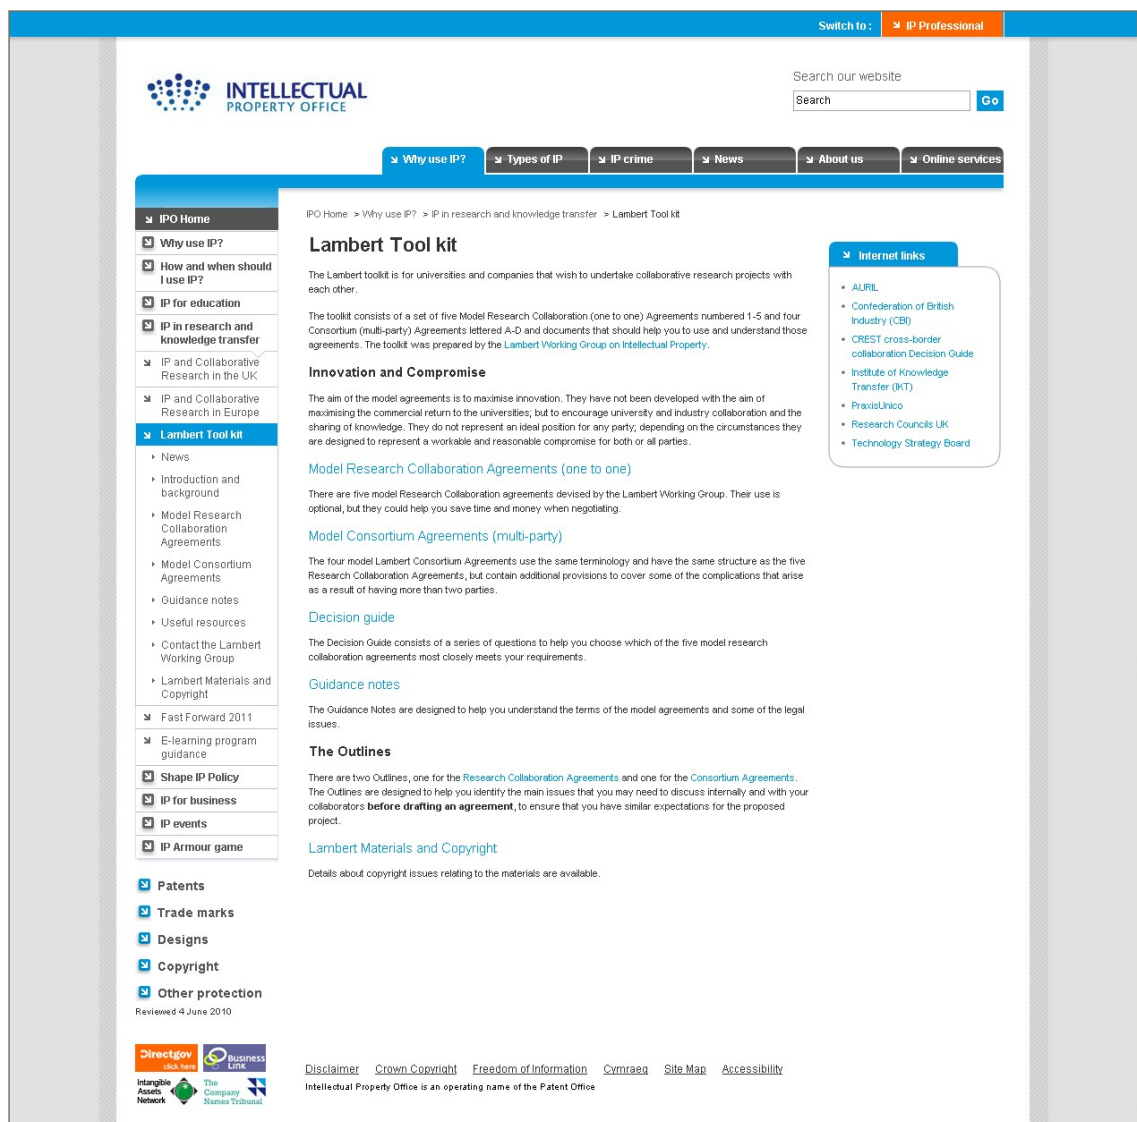 Switch to :
IP Professional
INTELLECTUAL
PROPERTY OFFICE
Search our website
Search
Go
Why use IP?
Types of IP
IP crime
News
About us
Online services
IPO Home
Why use IP?
How and when should
I use IP?
IP for education
IP in research and
knowledge transfer
IP and Collaborative
Research in the UK
IP and Collaborative
Research in Europe
Lambert Tool kit
News
Introduction and
background
Model Research
Collaboration
Agreements
Model Consortium
Agreements
Guidance notes
Useful resources
Contact the Lambert
Working Group
Lambert Materials and
Copyright
Fast Forward 2011
E-learning program
guidance
Shape IP Policy
IP for business
IP events
IP Armour game
Patents
Trade marks
Designs
Copyright
Other protection
Reviewed 4 June 2010
Directgov
click here
Business
Link
Intangible
Assets
Network
The
Company
Names Tribunal
IPO Home > Why use IP? > IP in research and knowledge transfer > Lambert Tool kit
Lambert Tool kit
The Lambert toolkit is for universities and companies that wish to undertake collaborative research projects with
each other.
The toolkit consists of a set of five Model Research Collaboration (one to one) Agreements numbered 1-5 and four
Consortium (multi-party) Agreements lettered A-D and documents that should help you to use and understand those
agreements. The toolkit was prepared by the Lambert Working Group on Intellectual Property.
Innovation and Compromise
The aim of the model agreements is to maximise innovation. They have not been developed with the aim of
maximising the commercial return to the universities; but to encourage university and industry collaboration and the
sharing of knowledge. They do not represent an ideal position for any party; depending on the circumstances they
are designed to represent a workable and reasonable compromise for both or all parties.
Model Research Collaboration Agreements (one to one)
There are five model Research Collaboration agreements devised by the Lambert Working Group. Their use is
optional, but they could help you save time and money when negotiating.
Model Consortium Agreements (multi-party)
The four model Lambert Consortium Agreements use the same terminology and have the same structure as the five
Research Collaboration Agreements, but contain additional provisions to cover some of the complications that arise
as a result of having more than two parties.
Decision guide
The Decision Guide consists of a series of questions to help you choose which of the five model research
collaboration agreements most closely meets your requirements.
Guidance notes
The Guidance Notes are designed to help you understand the terms of the model agreements and some of the legal
issues.
The Outlines
There are two Outlines, one for the Research Collaboration Agreements and one for the Consortium Agreements.
The Outlines are designed to help you identify the main issues that you may need to discuss internally and with your
collaborators before drafting an agreement, to ensure that you have similar expectations for the proposed
project.
Lambert Materials and Copyright
Details about copyright issues relating to the materials are available.
Internet links
AURIL
Confederation of British
Industry (CBI)
CREST cross-border
collaboration Decision Guide
Institute of Knowledge
Transfer (IKT)
PraxisUnico
Research Councils UK
Technology Strategy Board
Disclaimer Crown Copyright Freedom of Information Cymraeg Site Map Accessibility
Intellectual Property Office is an operating name of the Patent Office